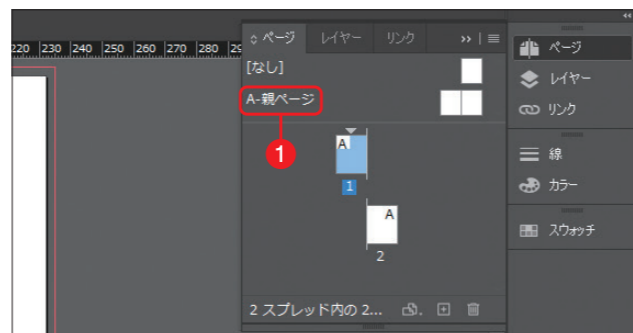 220 230 240 250 260 270 280 29
ページ レイヤー リンク
[なし]
A-親ページ
1
A
1
A
2
2 スプレッド内の 2...
ページ
レイヤー
リンク
線
カラー
スウォッチ